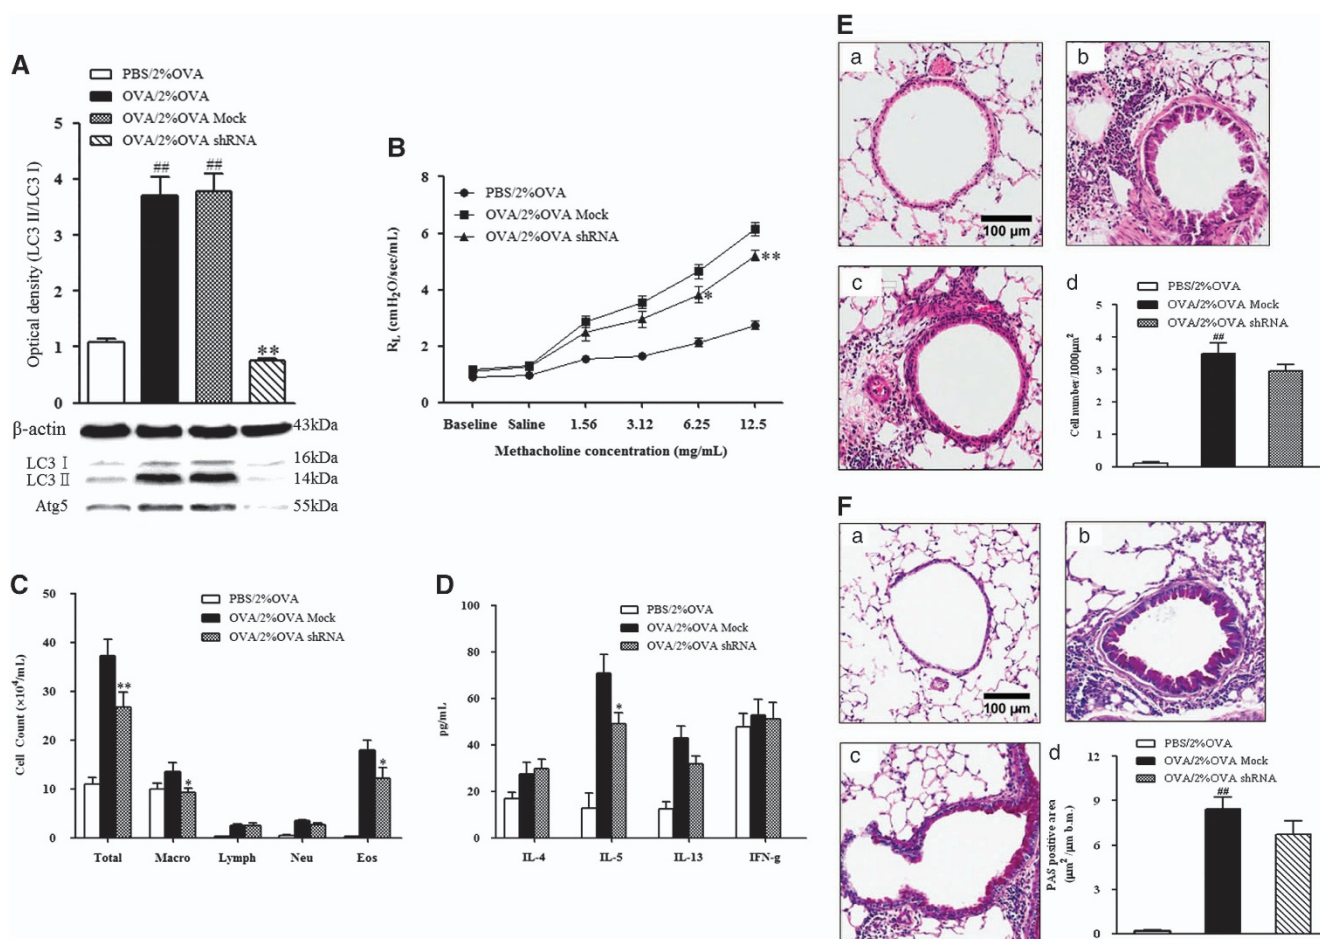 A
PBS/2%OVA
OVA/2%OVA
OVA/2%OVA Mock
OVA/2%OVA shRNA
Optical density (LC3 II/LC3 I)
5
4
3
2
1
0
##
##
**
β-actin
43kDa
LC3 I
16kDa
LC3 II
14kDa
Atg5
55kDa
B
PBS/2%OVA
OVA/2%OVA Mock
OVA/2%OVA shRNA
RL (cmH2O/sec/mL)
8
6
4
2
0
*
**
Baseline Saline 1.56 3.12 6.25 12.5
Methacholine concentration (mg/mL)
C
PBS/2%OVA
OVA/2%OVA Mock
OVA/2%OVA shRNA
Cell Count (×10⁴/mL)
50
40
30
20
10
0
**
*
*
Total Macro Lymph Neu Eos
D
PBS/2%OVA
OVA/2%OVA Mock
OVA/2%OVA shRNA
pg/mL
100
80
60
40
20
0
*
IL-4 IL-5 IL-13 IFN-g
E
a
100 µm
b
c
d
PBS/2%OVA
OVA/2%OVA Mock
OVA/2%OVA shRNA
Cell number/1000µm²
5
4
3
2
1
0
##
F
a
100 µm
b
c
d
PBS/2%OVA
OVA/2%OVA Mock
OVA/2%OVA shRNA
PAS positive area
(µm²/µm b.m.)
12
9
6
3
0
##